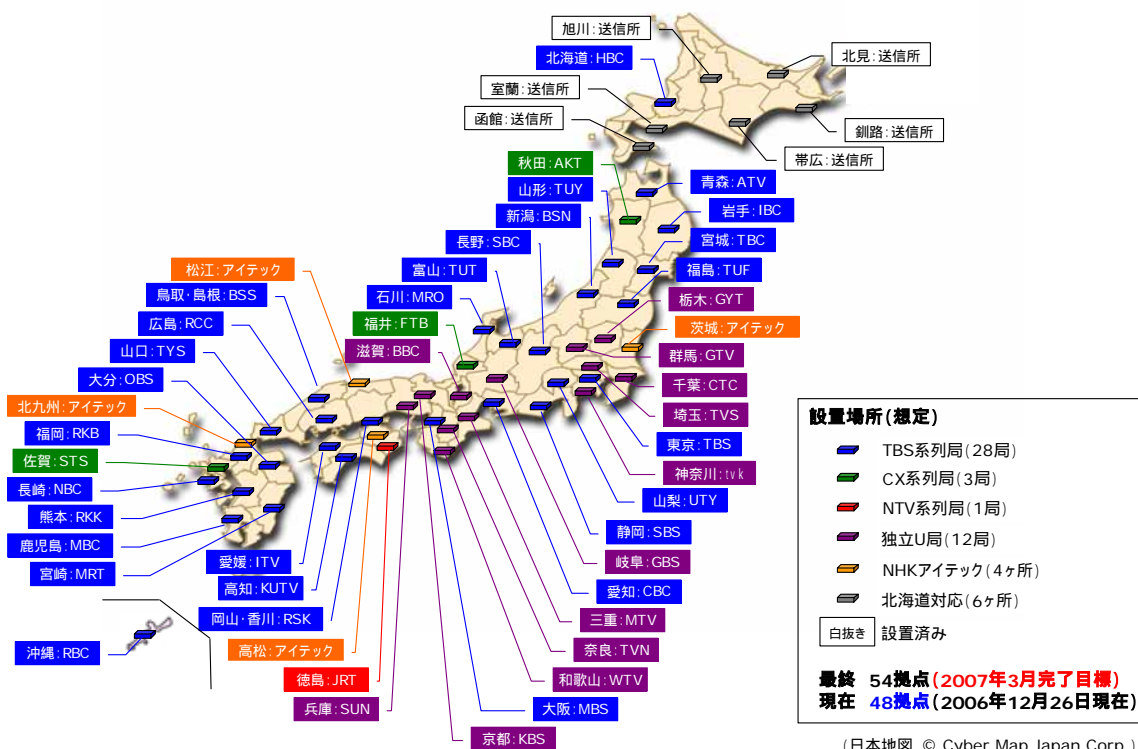 旭川:送信所
北海道:HBC
北見:送信所
室蘭:送信所
函館:送信所
釧路:送信所
帯広:送信所
秋田:AKT
青森:ATV
山形:TUY
岩手:IBC
新潟:BSN
宮城:TBC
長野:SBC
福島:TUF
松江:アイテック
富山:TUT
栃木:GYT
鳥取・島根:BSS
石川:MRO
広島:RCC
福井:FTB
茨城:アイテック
山口:TYS
滋賀:BBC
群馬:GTV
大分:OBS
千葉:CTC
北九州:アイテック
埼玉:TVS
福岡:RKB
東京:TBS
佐賀:STS
神奈川:tvk
長崎:NBC
山梨:UTY
熊本:RKK
静岡:SBS
鹿児島:MBC
愛媛:ITV
岐阜:GBS
宮崎:MRT
高知:KUTV
愛知:CBC
岡山・香川:RSK
三重:MTV
沖縄:RBC
高松:アイテック
奈良:TVN
徳島:JRT
和歌山:WTV
兵庫:SUN
大阪:MBS
京都:KBS
設置場所(想定)
TBS系列局(28局)
CX系列局(3局)
NTV系列局(1局)
独立U局(12局)
NHKアイテック(4ヶ所)
北海道対応(6ヶ所)
白抜き 設置済み
最終 54拠点(2007年3月完了目標)
現在 48拠点(2006年12月26日現在)
(日本地図 © Cyber Map Japan Corp.)